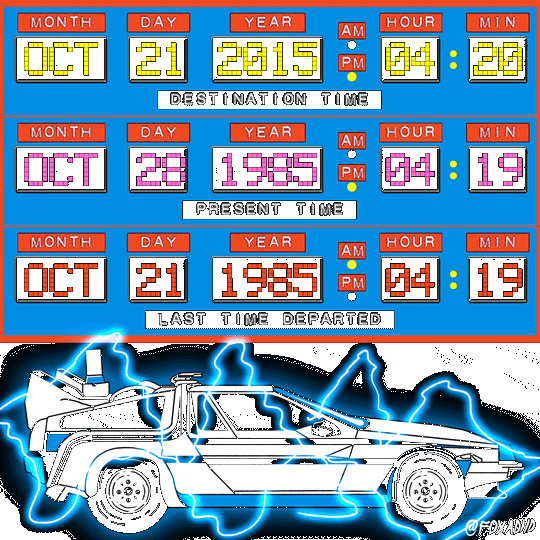 MONTH DAY YEAR AM HOUR MIN
OCT 21 2015 PM 04 : 20
DESTINATION TIME
MONTH DAY YEAR AM HOUR MIN
OCT 28 1985 PM 04 : 19
PRESENT TIME
MONTH DAY YEAR AM HOUR MIN
OCT 21 1985 PM 04 : 19
LAST TIME DEPARTED
@FOXADHD